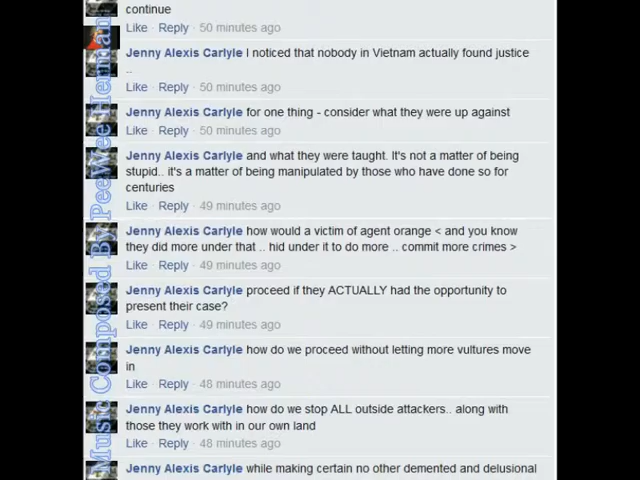 continue
Like · Reply · 50 minutes ago
Jenny Alexis Carlyle I noticed that nobody in Vietnam actually found justice
..
Like · Reply · 50 minutes ago
Jenny Alexis Carlyle for one thing - consider what they were up against
Like · Reply · 50 minutes ago
Jenny Alexis Carlyle and what they were taught. It's not a matter of being
stupid.. it's a matter of being manipulated by those who have done so for
centuries
Like · Reply · 49 minutes ago
Jenny Alexis Carlyle how would a victim of agent orange < and you know
they did more under that .. hid under it to do more .. commit more crimes >
Like · Reply · 49 minutes ago
Jenny Alexis Carlyle proceed if they ACTUALLY had the opportunity to
present their case?
Like · Reply · 49 minutes ago
Jenny Alexis Carlyle how do we proceed without letting more vultures move
in
Like · Reply · 48 minutes ago
Jenny Alexis Carlyle how do we stop ALL outside attackers.. along with
those they work with in our own land
Like · Reply · 48 minutes ago
Jenny Alexis Carlyle while making certain no other demented and delusional
Music Composed By PeeWee Herman